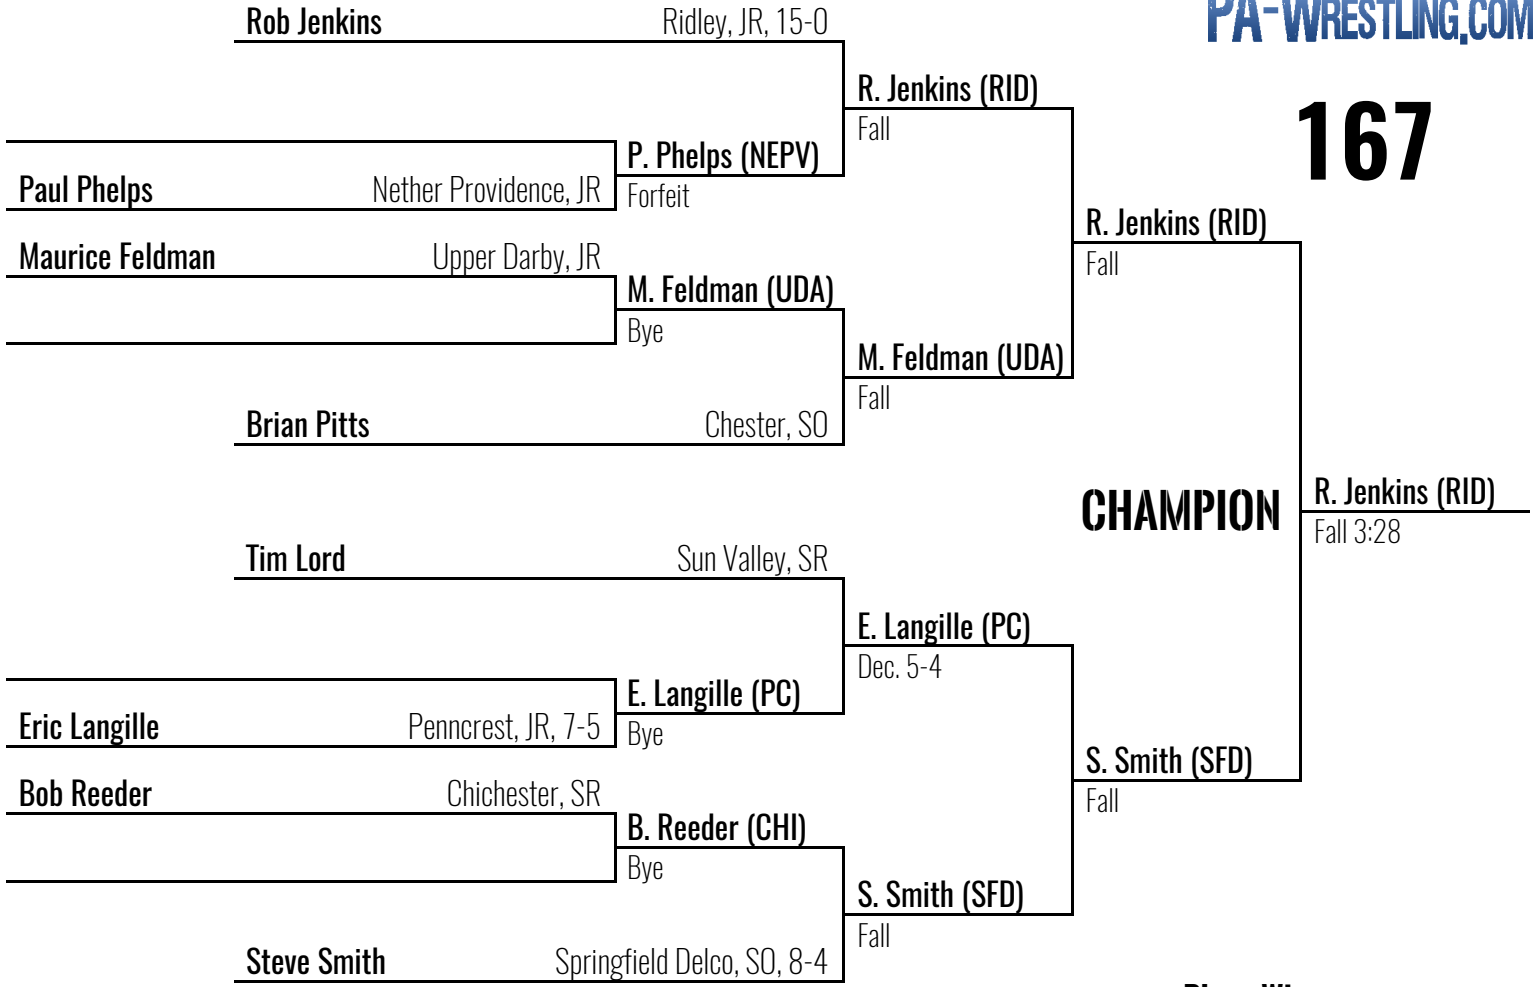 PA-WRESTLING.COM
167
Rob Jenkins Ridley, JR, 15-0
R. Jenkins (RID)
Fall
P. Phelps (NEPV)
Forfeit
Paul Phelps Nether Providence, JR
R. Jenkins (RID)
Fall
Maurice Feldman Upper Darby, JR
M. Feldman (UDA)
Bye
M. Feldman (UDA)
Fall
Brian Pitts Chester, SO
CHAMPION
R. Jenkins (RID)
Fall 3:28
Tim Lord Sun Valley, SR
E. Langille (PC)
Dec. 5-4
E. Langille (PC)
Bye
Eric Langille Penncrest, JR, 7-5
S. Smith (SFD)
Fall
Bob Reeder Chichester, SR
B. Reeder (CHI)
Bye
S. Smith (SFD)
Fall
Steve Smith Springfield Delco, SO, 8-4